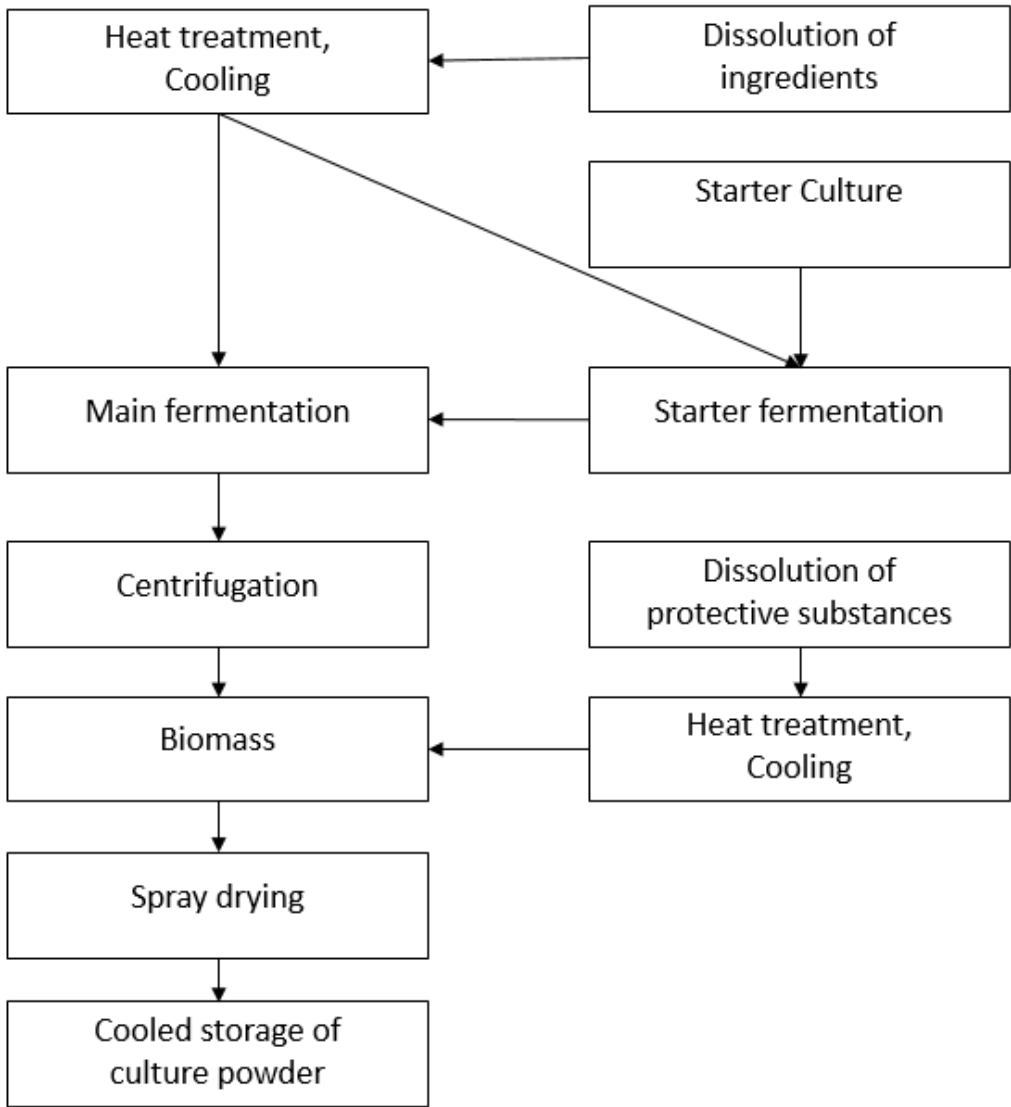 Heat treatment,
Cooling
Dissolution of
ingredients
Starter Culture
Main fermentation
Starter fermentation
Centrifugation
Dissolution of
protective substances
Biomass
Heat treatment,
Cooling
Spray drying
Cooled storage of
culture powder